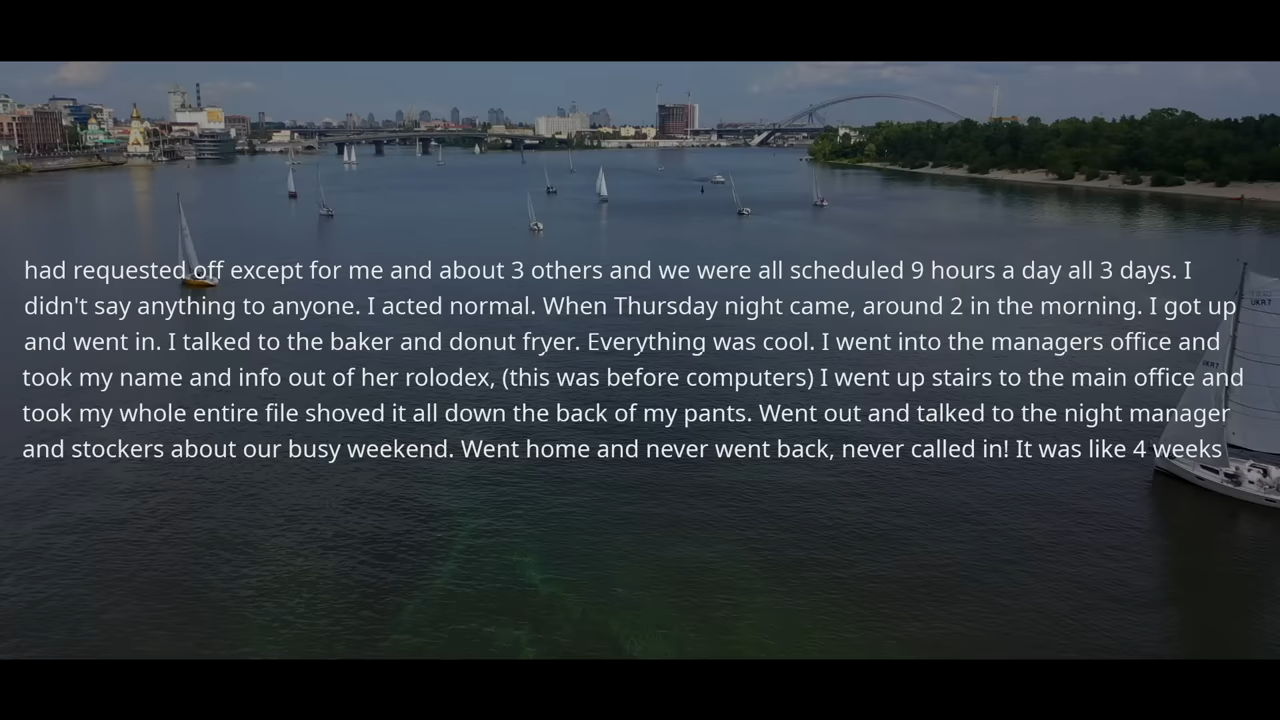 had requested off except for me and about 3 others and we were all scheduled 9 hours a day all 3 days. I
didn't say anything to anyone. I acted normal. When Thursday night came, around 2 in the morning. I got up
and went in. I talked to the baker and donut fryer. Everything was cool. I went into the managers office and
took my name and info out of her rolodex, (this was before computers) I went up stairs to the main office and
took my whole entire file shoved it all down the back of my pants. Went out and talked to the night manager
and stockers about our busy weekend. Went home and never went back, never called in! It was like 4 weeks
UKR 7
UKR7